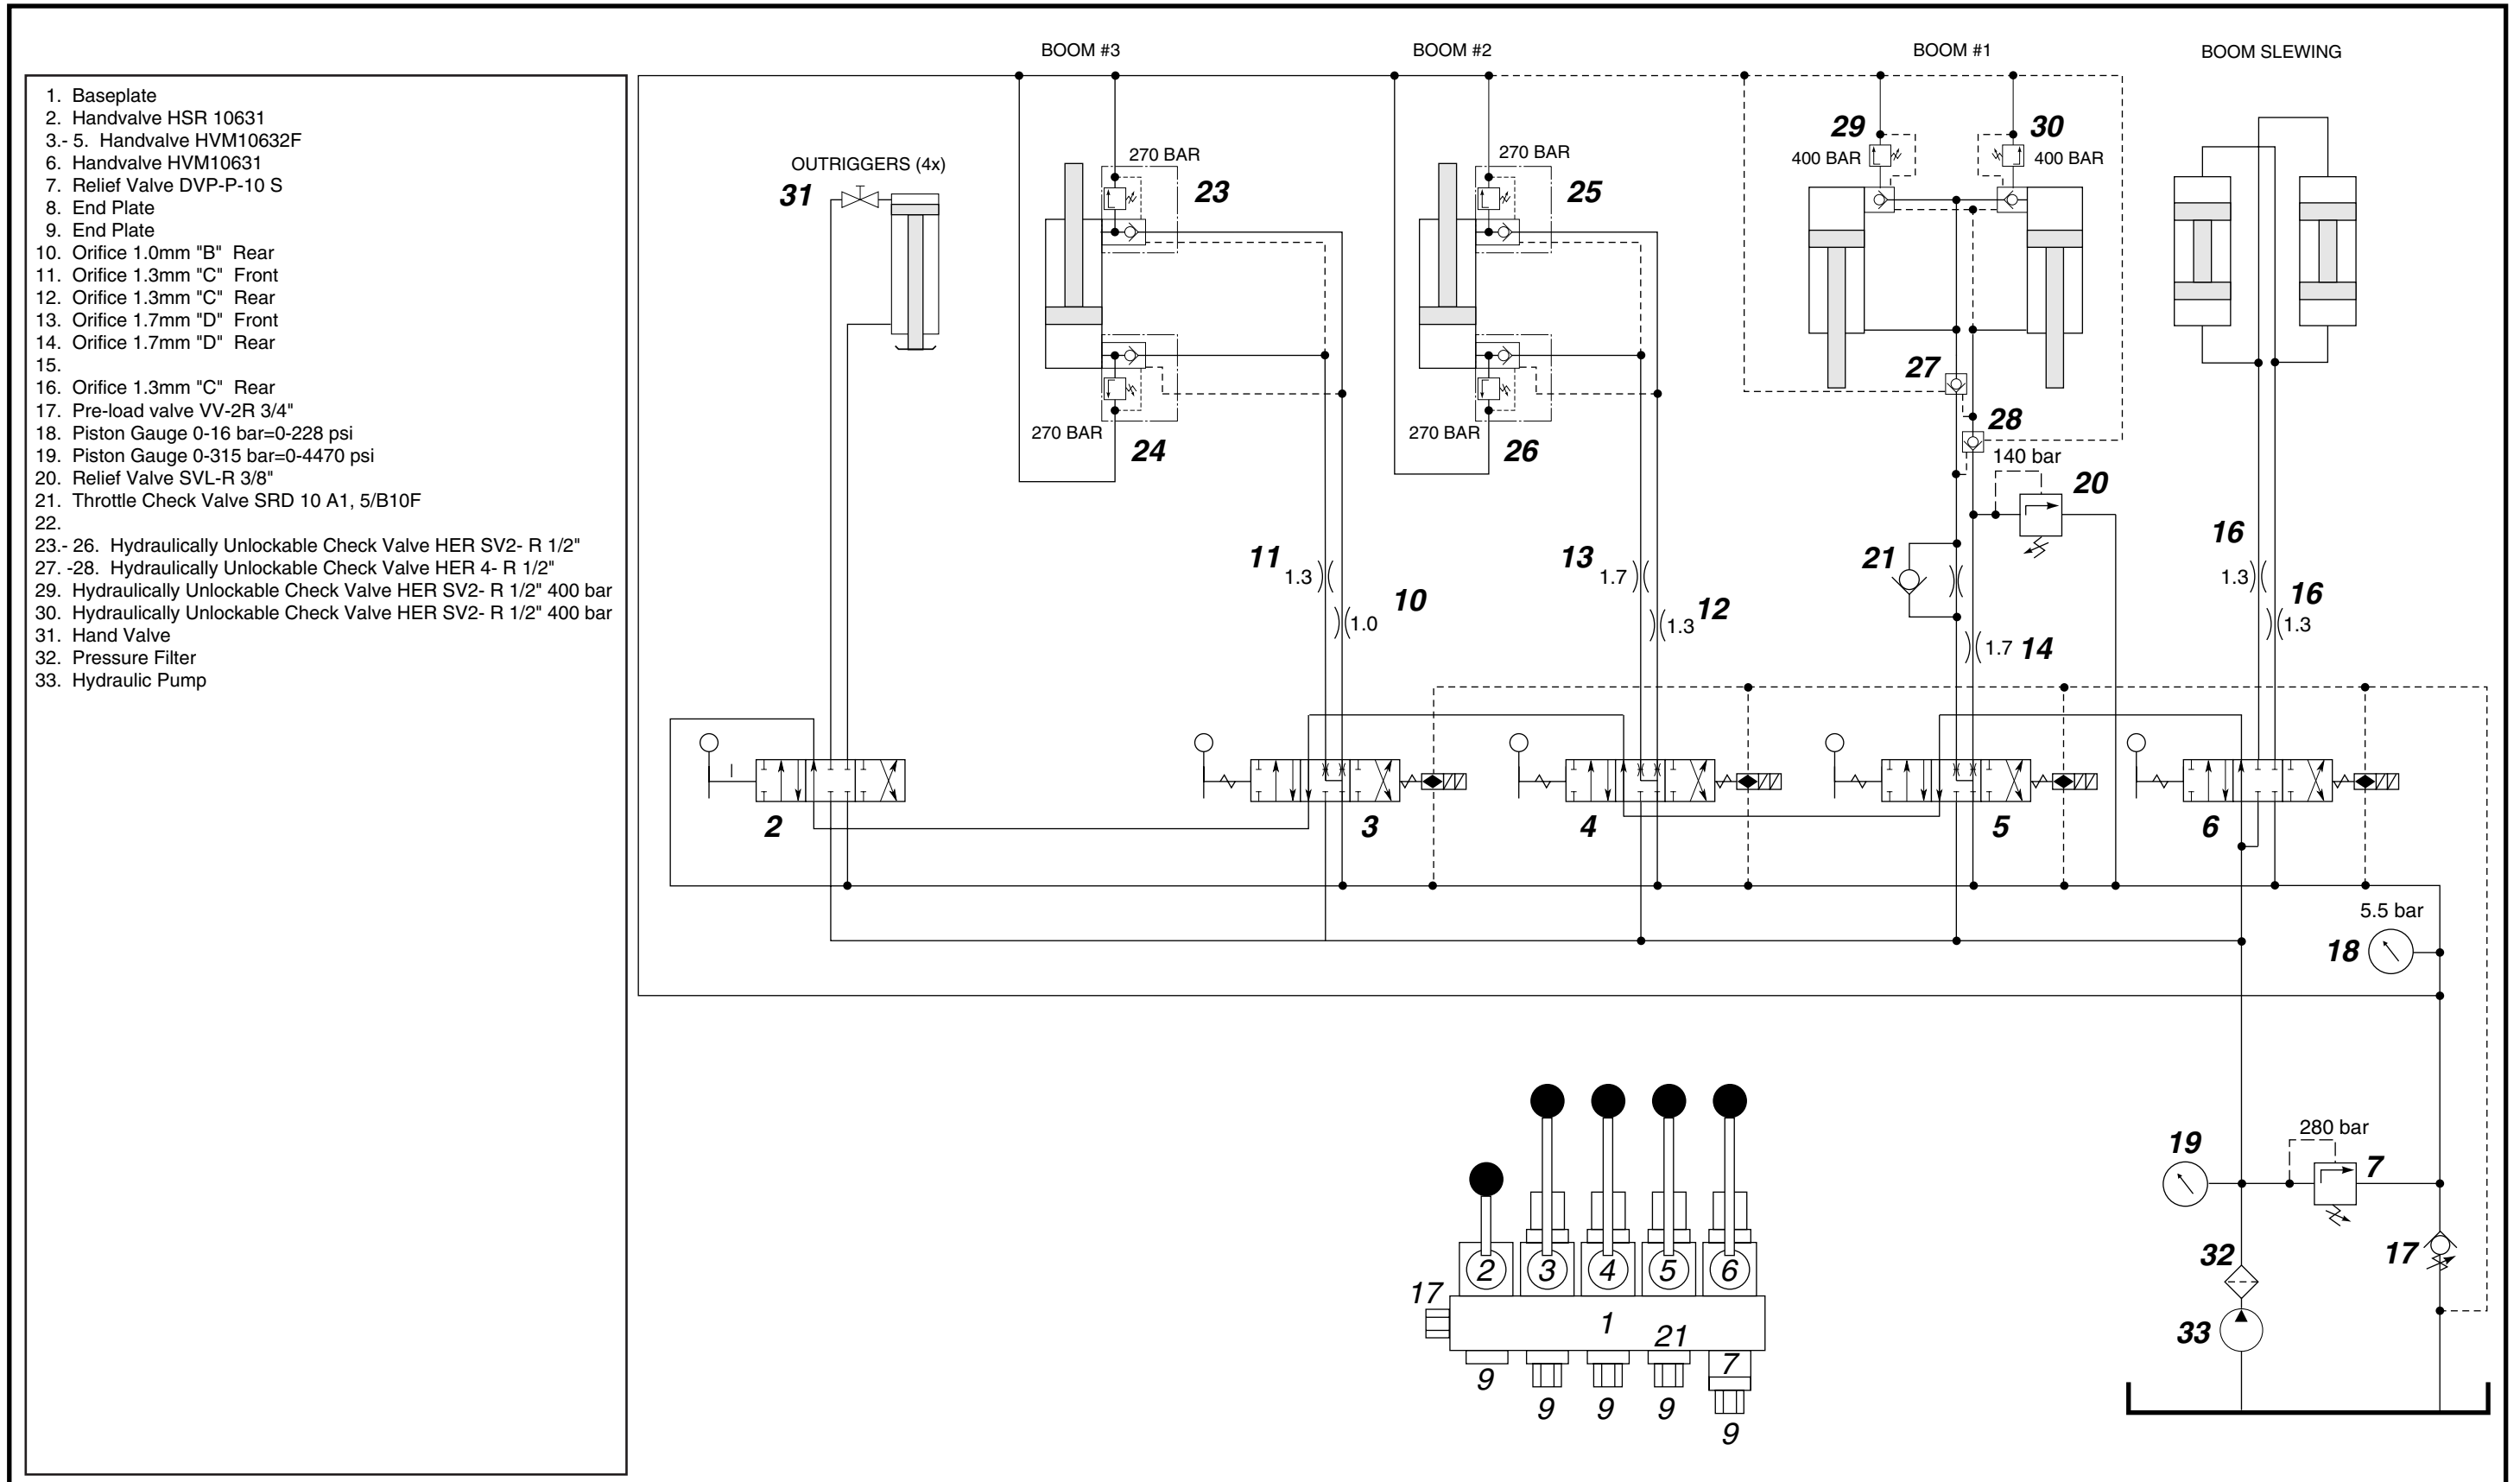 1. Baseplate
2. Handvalve HSR 10631
3.- 5. Handvalve HVM10632F
6. Handvalve HVM10631
7. Relief Valve DVP-P-10 S
8. End Plate
9. End Plate
10. Orifice 1.0mm "B" Rear
11. Orifice 1.3mm "C" Front
12. Orifice 1.3mm "C" Rear
13. Orifice 1.7mm "D" Front
14. Orifice 1.7mm "D" Rear
15.
16. Orifice 1.3mm "C" Rear
17. Pre-load valve VV-2R 3/4"
18. Piston Gauge 0-16 bar=0-228 psi
19. Piston Gauge 0-315 bar=0-4470 psi
20. Relief Valve SVL-R 3/8"
21. Throttle Check Valve SRD 10 A1, 5/B10F
22.
23.- 26. Hydraulically Unlockable Check Valve HER SV2- R 1/2"
27. -28. Hydraulically Unlockable Check Valve HER 4- R 1/2"
29. Hydraulically Unlockable Check Valve HER SV2- R 1/2" 400 bar
30. Hydraulically Unlockable Check Valve HER SV2- R 1/2" 400 bar
31. Hand Valve
32. Pressure Filter
33. Hydraulic Pump
BOOM #3
BOOM #2
BOOM #1
BOOM SLEWING
OUTRIGGERS (4x)
31
270 BAR
23
270 BAR
24
270 BAR
25
270 BAR
26
29
400 BAR
30
400 BAR
27
28
140 bar
20
11
1.3
10
1.0
13
1.7
12
1.3
21
1.7
14
16
1.3
16
1.3
2
3
4
5
6
5.5 bar
18
19
280 bar
7
32
17
33
2
3
4
5
6
17
1
21
7
9
9
9
9
9